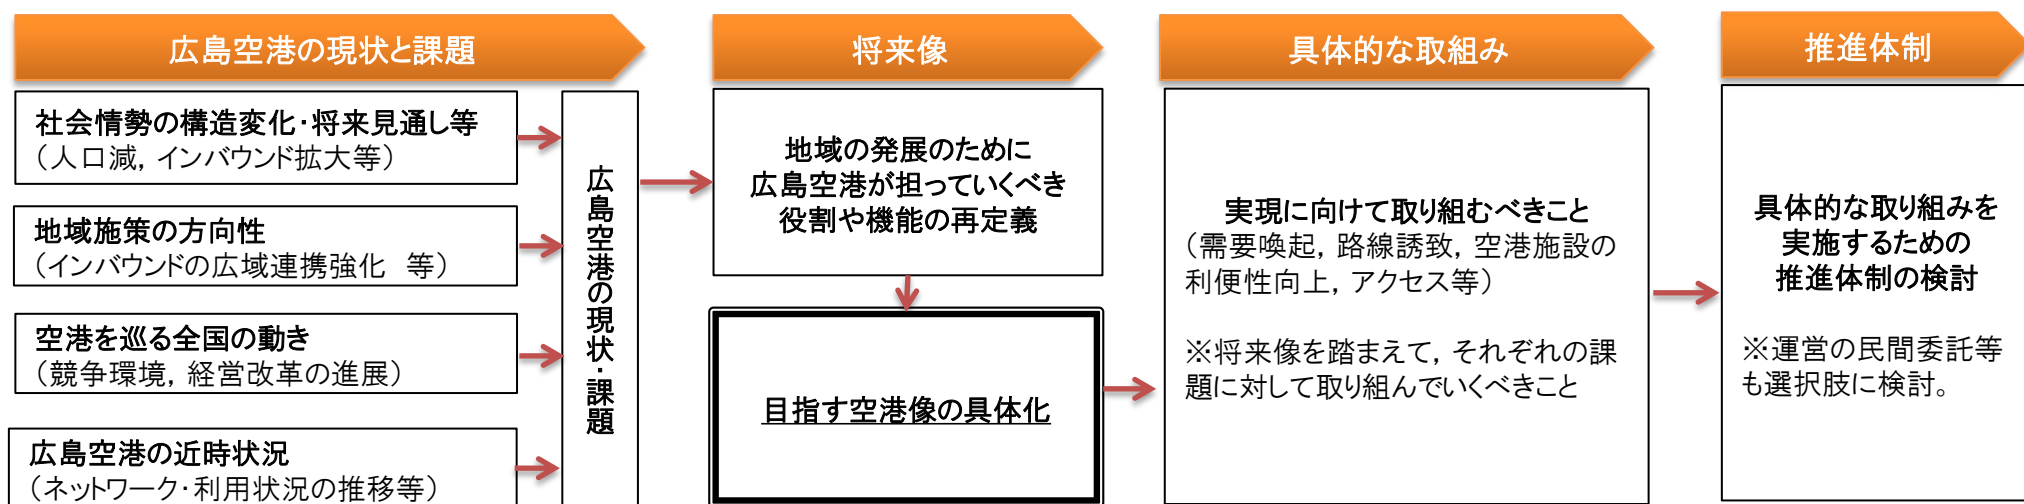 広島空港の現状と課題
社会情勢の構造変化・将来見通し等
（人口減，インバウンド拡大等）
地域施策の方向性
（インバウンドの広域連携強化　等）
空港を巡る全国の動き
（競争環境，経営改革の進展）
広島空港の近時状況
（ネットワーク・利用状況の推移等）
広島空港の現状・課題
将来像
地域の発展のために
広島空港が担っていくべき
役割や機能の再定義
目指す空港像の具体化
具体的な取組み
実現に向けて取り組むべきこと
（需要喚起，路線誘致，空港施設の
利便性向上，アクセス等）
※将来像を踏まえて，それぞれの課
題に対して取り組んでいくべきこと
推進体制
具体的な取り組みを
実施するための
推進体制の検討
※運営の民間委託等
も選択肢に検討。